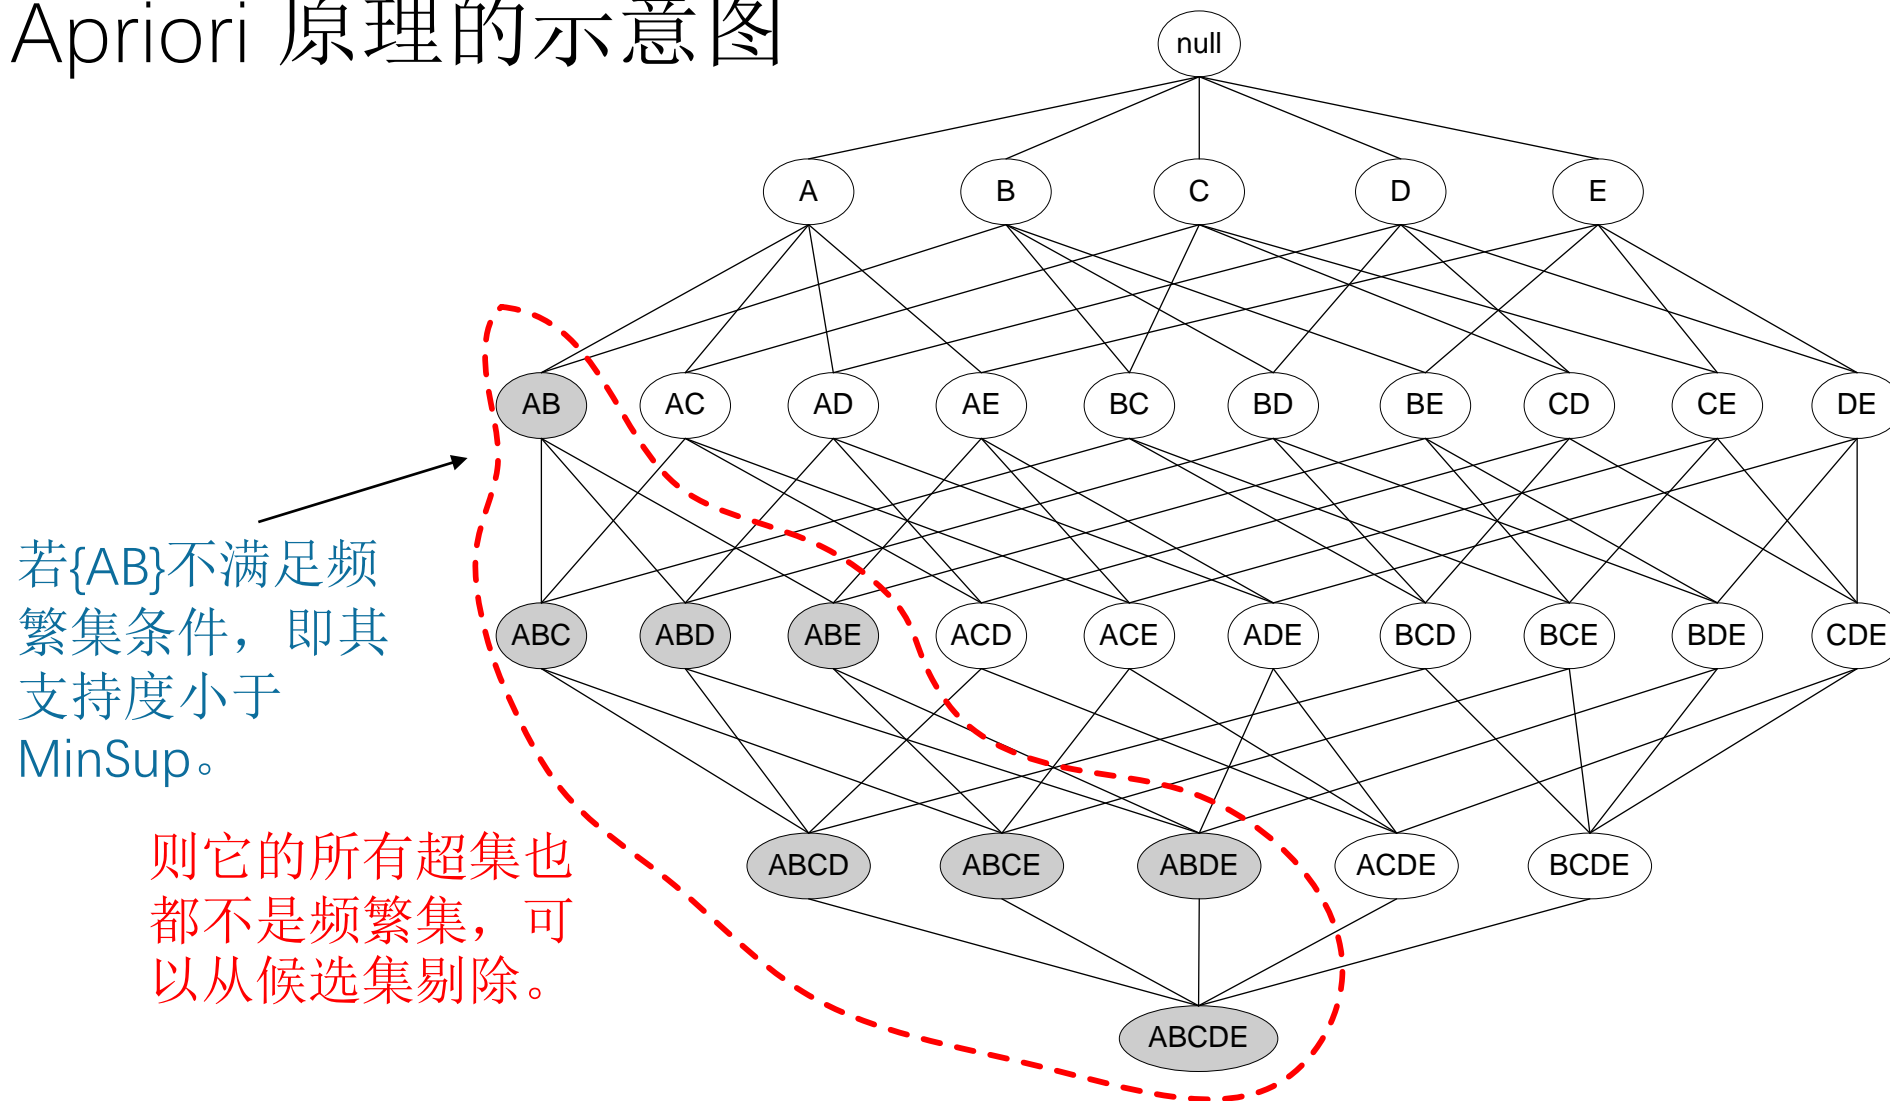 Apriori 原理的示意图
null
A B C D E
AB AC AD AE BC BD BE CD CE DE
若{AB}不满足频
繁集条件，即其
支持度小于
MinSup。
ABC ABD ABE ACD ACE ADE BCD BCE BDE CDE
则它的所有超集也
都不是频繁集，可
以从候选集剔除。
ABCD ABCE ABDE ACDE BCDE
ABCDE